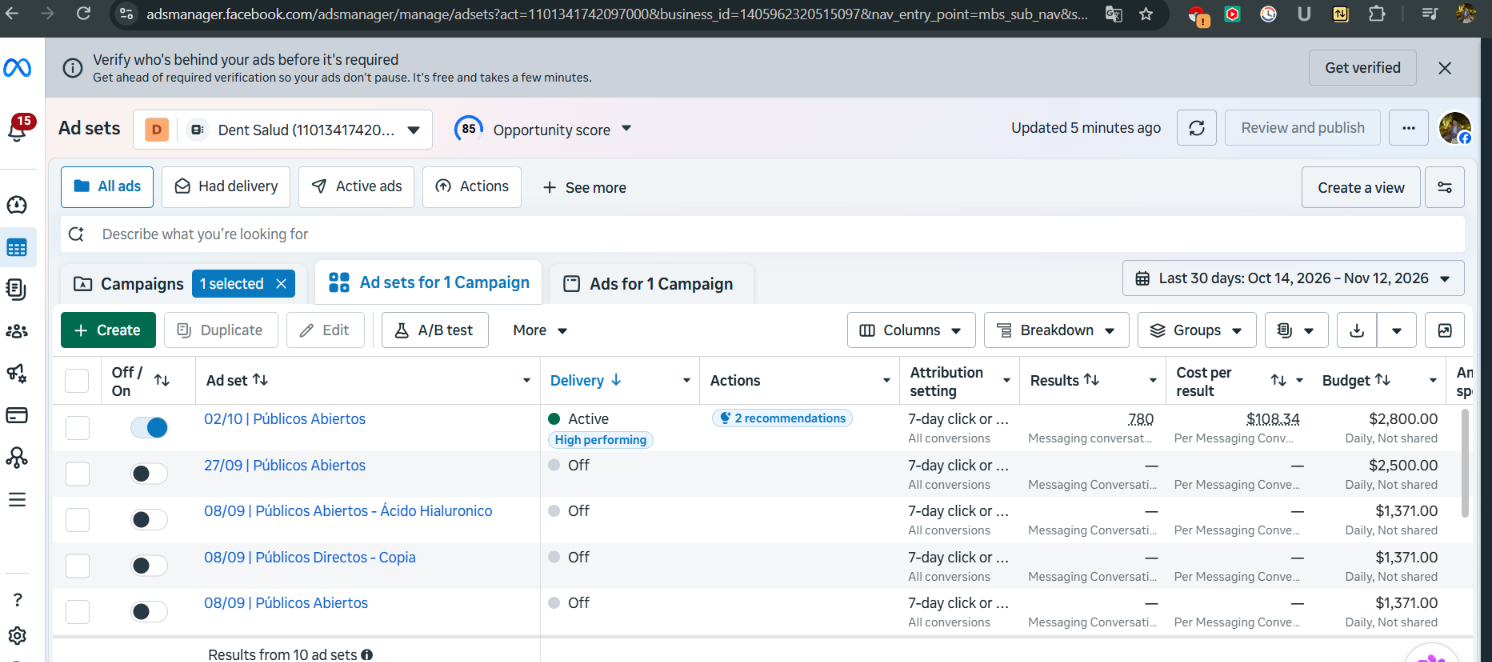 adsmanager.facebook.com/adsmanager/manage/adsets?act=1101341742097000&business_id=1405962320515097&nav_entry_point=mbs_sub_nav&s...
Verify who's behind your ads before it's required
Get ahead of required verification so your ads don't pause. It's free and takes a few minutes.
Get verified
15
Ad sets
D
Dent Salud (11013417420...
85
Opportunity score
Updated 5 minutes ago
Review and publish
All ads
Had delivery
Active ads
Actions
See more
Create a view
Describe what you're looking for
Campaigns
1 selected
Ad sets for 1 Campaign
Ads for 1 Campaign
Last 30 days: Oct 14, 2026 – Nov 12, 2026
Create
Duplicate
Edit
A/B test
More
Columns
Breakdown
Groups
Off / On
Ad set
Delivery
Actions
Attribution setting
Results
Cost per result
Budget
An
sp
02/10 | Públicos Abiertos
Active
High performing
2 recommendations
7-day click or ...
All conversions
780
Messaging conversat...
$108.34
Per Messaging Conv...
$2,800.00
Daily, Not shared
27/09 | Públicos Abiertos
Off
7-day click or ...
All conversions
—
Messaging Conversati...
—
Per Messaging Conve...
$2,500.00
Daily, Not shared
08/09 | Públicos Abiertos - Ácido Hialuronico
Off
7-day click or ...
All conversions
—
Messaging Conversati...
—
Per Messaging Conve...
$1,371.00
Daily, Not shared
08/09 | Públicos Directos - Copia
Off
7-day click or ...
All conversions
—
Messaging Conversati...
—
Per Messaging Conve...
$1,371.00
Daily, Not shared
08/09 | Públicos Abiertos
Off
7-day click or ...
All conversions
—
Messaging Conversati...
—
Per Messaging Conve...
$1,371.00
Daily, Not shared
Results from 10 ad sets